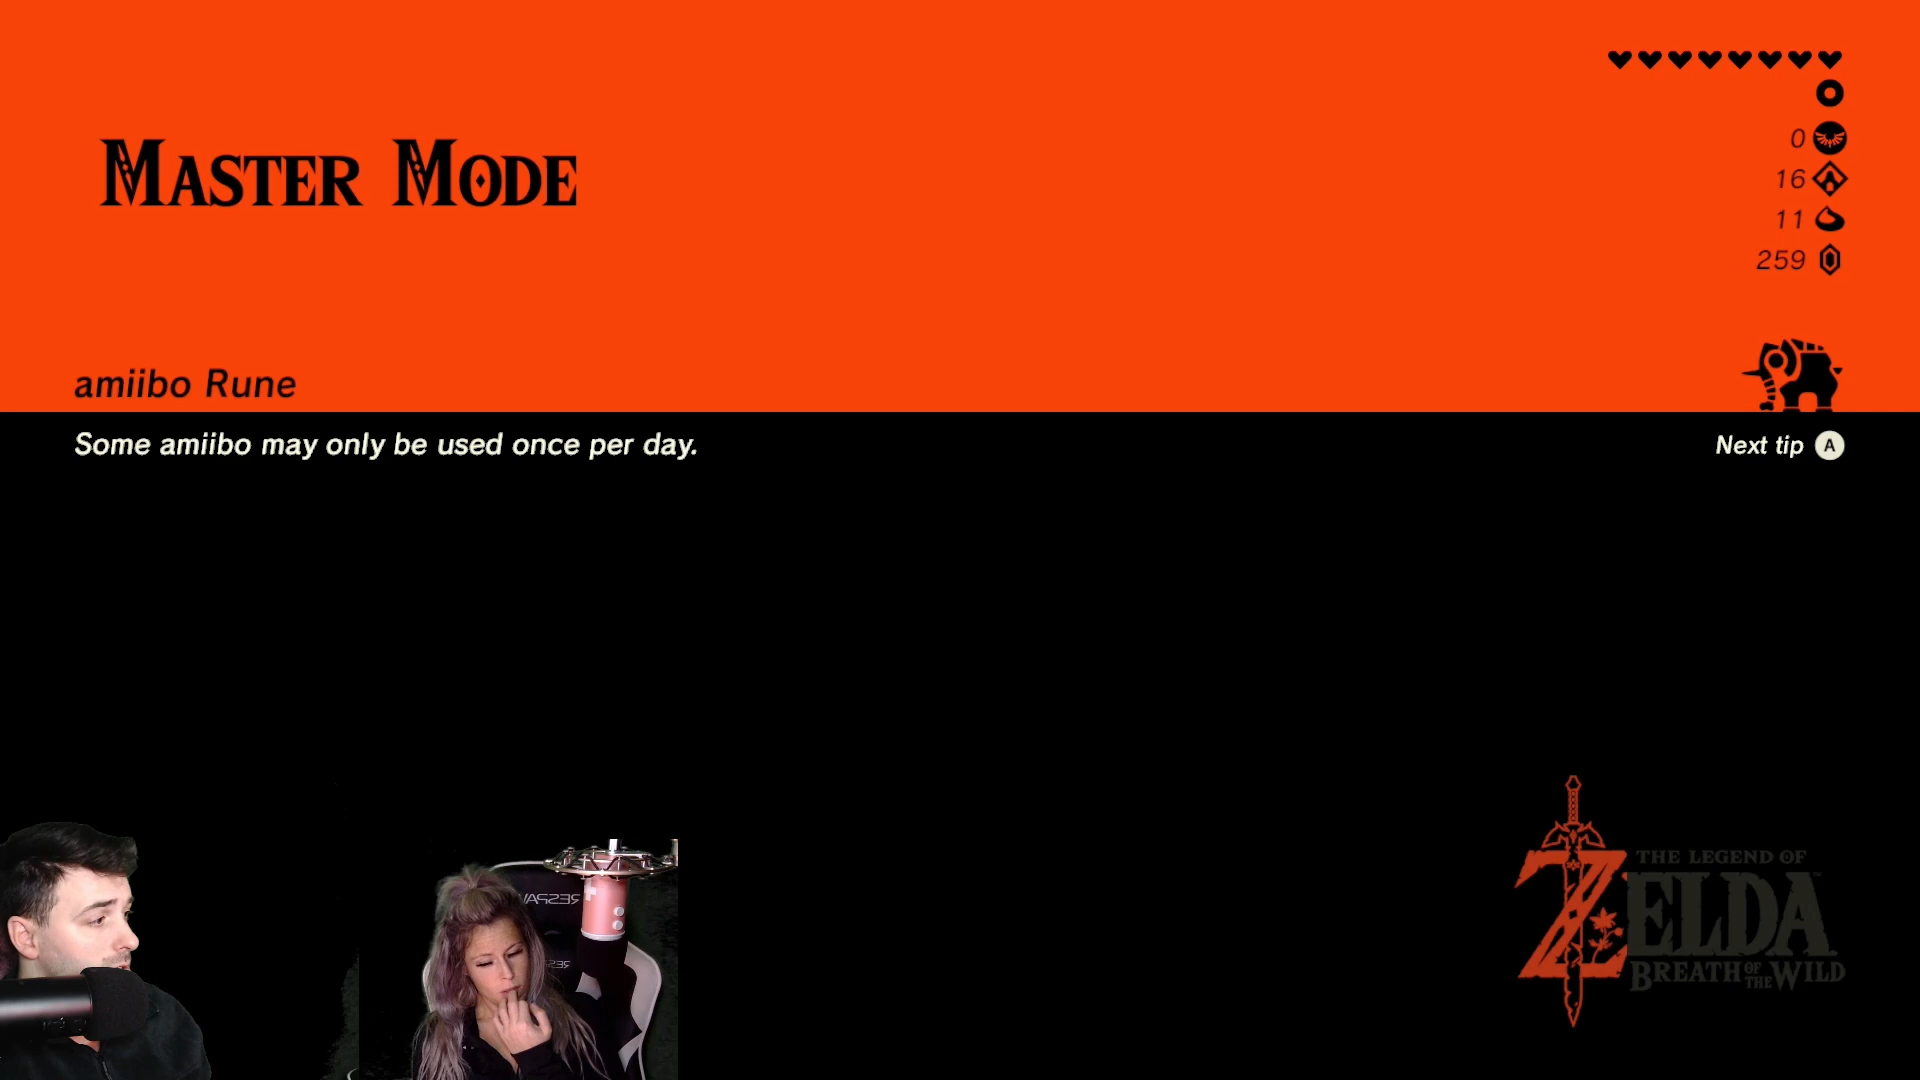 MASTER MODE
0
16
11
259
amiibo Rune
Some amiibo may only be used once per day.
Next tip A
THE LEGEND OF
ZELDA
BREATH OF THE WILD